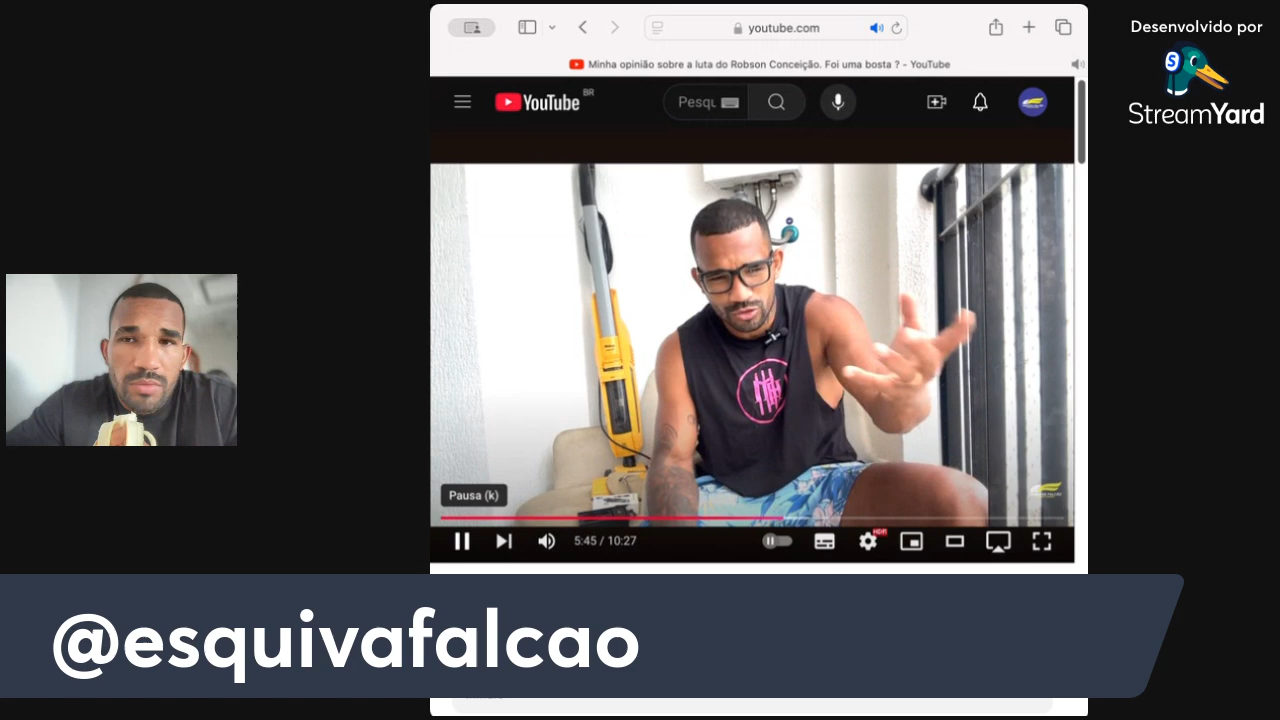 youtube.com
Minha opinião sobre a luta do Robson Conceição. Foi uma bosta ? - YouTube
YouTube
BR
Pesqu
Pausa (k)
5:45 / 10:27
HDR
Desenvolvido por
StreamYard
@esquivafalcao